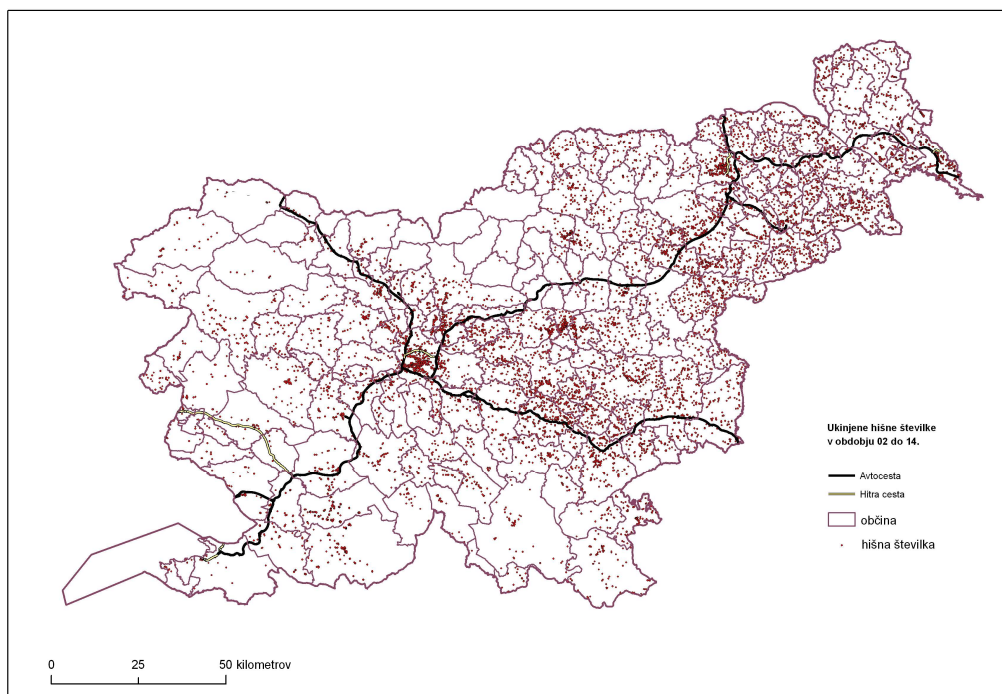 Ukinjene hišne številke
v obdobju 02 do 14.
Avtocesta
Hitra cesta
občina
hišna številka
0 25 50 kilometrov